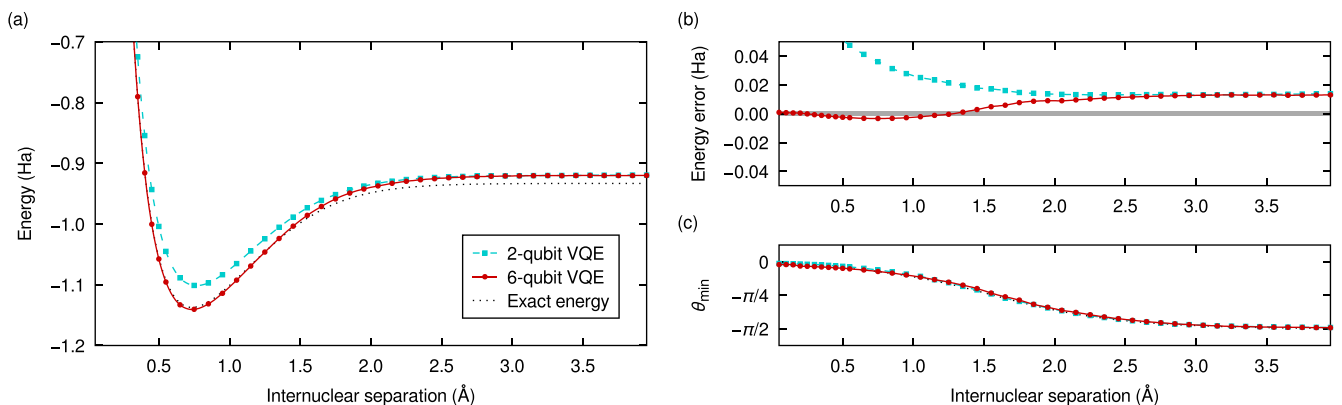 (a)
−0.7
−0.8
−0.9
−1.0
−1.1
−1.2
Energy (Ha)
0.5 1.0 1.5 2.0 2.5 3.0 3.5
Internuclear separation (Å)
2-qubit VQE
6-qubit VQE
Exact energy
(b)
0.04
0.02
0.00
−0.02
−0.04
Energy error (Ha)
0.5 1.0 1.5 2.0 2.5 3.0 3.5
(c)
0
−π/4
−π/2
θmin
0.5 1.0 1.5 2.0 2.5 3.0 3.5
Internuclear separation (Å)